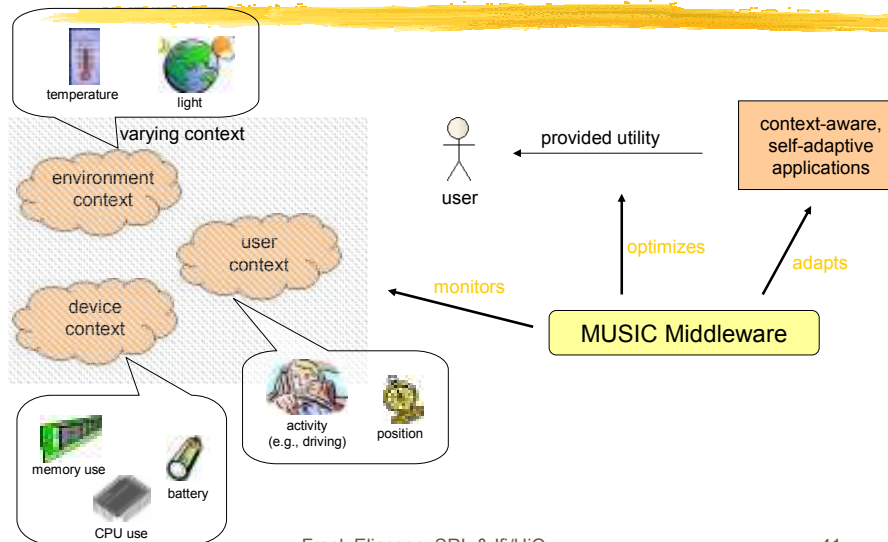 temperature
light
varying context
environment
context
user
context
device
context
memory use
battery
CPU use
activity
(e.g., driving)
position
user
provided utility
context-aware,
self-adaptive
applications
monitors
optimizes
adapts
MUSIC Middleware
41